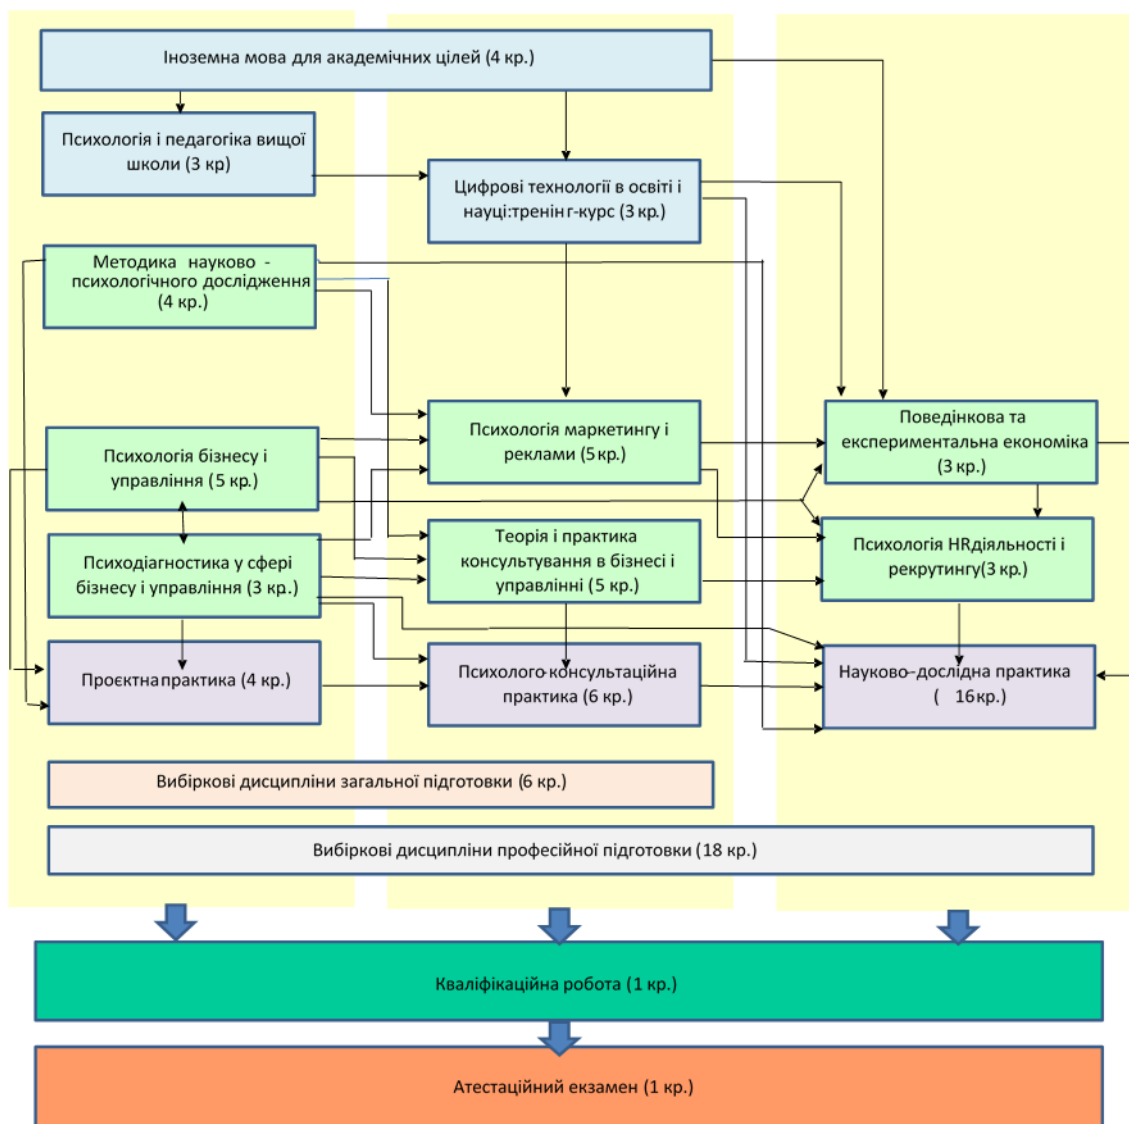 Іноземна мова для академічних цілей (4 кр.)
Психологія і педагогіка вищої
школи (3 кр)
Цифрові технології в освіті і
науці:тренінг-курс (3 кр.)
Методика науково -
психологічного дослідження
(4 кр.)
Психологія маркетингу і
реклами (5 кр.)
Поведінкова та
експериментальна економіка
(3 кр.)
Психологія бізнесу і
управління (5 кр.)
Теорія і практика
консультування в бізнесі і
управлінні (5 кр.)
Психологія HRдіяльності і
рекрутингу(3 кр.)
Психодіагностика у сфері
бізнесу і управління (3 кр..)
Проєктна практика (4 кр.)
Психолого-консультаційна
практика (6 кр.)
Науково--дослідна практика
( 16кр.)
Вибіркові дисципліни загальної підготовки (6 кр.)
Вибіркові дисципліни професійної підготовки (18 кр.)
Кваліфікаційна робота (1 кр.)
Атестаційний екзамен (1 кр.)